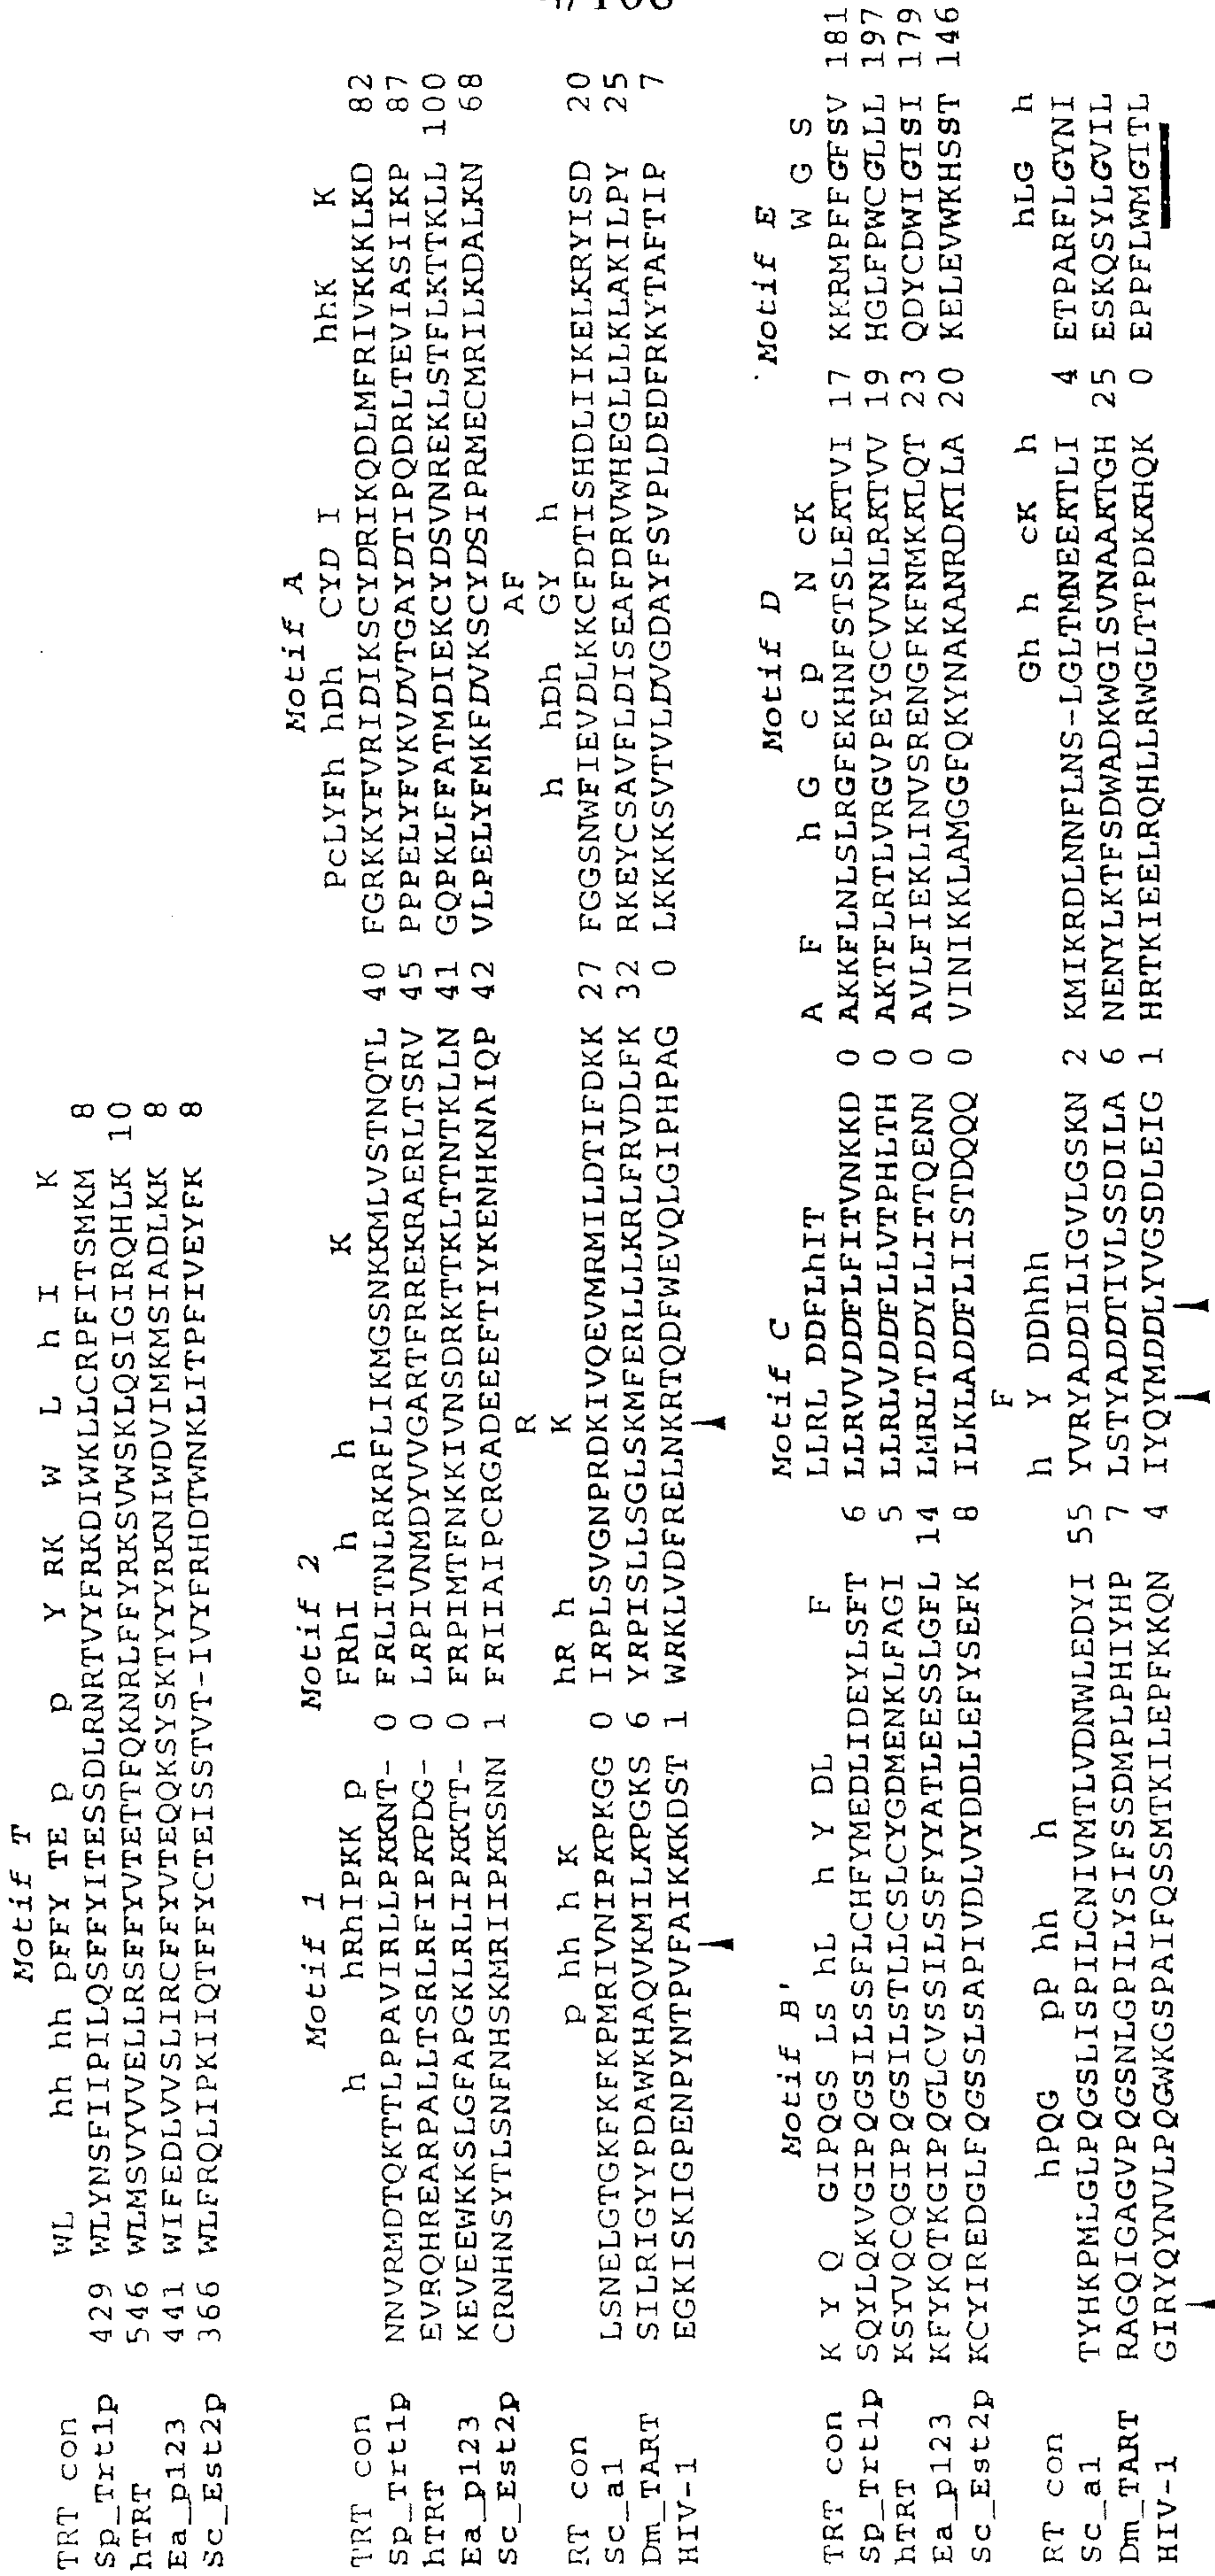 Motif T
TRT con WL hh hh pFFY TE p p Y RK W L h I K
Sp_Trt1p 429 WLYNSFIIPILQSFFYITESSDLRNRTVYFRKDIWKLLCRPFITSMKM 8
hTRT 546 WLMSVYVVELLRSFFYVTETTFQKNRLFFYRKSVWSKLQSIGIRQHLK 10
Ea_p123 441 WIFEDLVVSLIRCFFYVTEQQKSYSKTYYYRKNIWDVIMKMSIADLKK 8
Sc_Est2p 366 WLFRQLIPKIIQTFFYCTEISSTVT-IVYFRHDTWNKLITPFIVEYFK 8
Motif 1 Motif 2 Motif A
TRT con h hRhIPKK p FRhI h h K PcLYFh hDh CYD I hhK K
Sp_Trt1p NNVRMDTQKTTLPPAVIRLLPKKNT- 0 FRLITNLRKRFLIKMGSNKKMLVSTNQTL 40 FGRKKYFVRIDIKSCYDRIKQDLMFRIVKKKLKD 82
hTRT EVRQHREARPALLTSRLRFIPKPDG- 0 LRPIVNMDYVVGARTFRREKRAERLTSRV 45 PPPELYFVKVDVTGAYDTIPQDRLTEVIASIIKP 87
Ea_p123 KEVEEWKKSLGFAPGKLRLIPKKTT- 0 FRPIMTFNKKIVNSDRKTTKLTTNTKLLN 41 GQPKLFFATMDIEKCYDSVNREKLSTFLKTTKLL 100
Sc_Est2p CRNHNSYTLSNFNHSKMRIIPKKSNN 1 FRIIAIPCRGADEEEFTIYKENHKNAIQP 42 VLPELYFMKFDVKSCYDSIPRMECMRILKDALKN 68
R AF
RT con p hh h K hR h K h hDh GY h
Sc_a1 LSNELGTGKFKFKPMRIVNIPKPKGG 0 IRPLSVGNPRDKIVQEVMRMILDTIFDKK 27 FGGSNWFIEVDLKKCFDTISHDLIIKELKRYISD 20
Dm_TART SILRIGYYPDAWKHAQVKMILKPGKS 6 YRPISLLSGLSKMFERLLLKRLFRVDLFK 32 RKEYCSAVFLDISEAFDRVWHEGLLLKLAKILPY 25
HIV-1 EGKISKIGPENPYNTPVFAIKKKDST 1 WRKLVDFRELNKRTQDFWEVQLGIPHPAG 0 LKKKKSVTVLDVGDAYFSVPLDEDFRKYTAFTIP 7
Motif B' Motif C Motif D Motif E
TRT con K Y Q GIPQGS LS hL h Y DL F LLRL DDFLhIT A F h G c p N cK W G S
Sp_Trt1p SQYLQKVGIPQGSILSSFLCHFYMEDLIDEYLSFT 6 LLRVVDDFLFITVNKKD 0 AKKFLNLSLRGFEKHNFSTSLEKTVI 17 KKRMPFFGFSV 181
hTRT KSYVQCQGIPQGSILSTLLCSLCYGDMENKLFAGI 5 LLRLVDDFLLVTPHLTH 0 AKTFLRTLVRGVPEYGCVVNLRKTVV 19 HGLFPWCGLLL 197
Ea_p123 KFYKQTKGIPQGLCVSSILSSFYYATLEESSLGFL 14 LMRLTDDYLLITTQENN 0 AVLFIEKLINVSRENGFKFNMKKLQT 23 QDYCDWIGISI 179
Sc_Est2p KCYIREDGLFQGSSLSAPIVDLVYDDLLEFYSEFK 8 ILKLADDFLIISTDQQQ 0 VINIKKLAMGGFQKYNAKANRDKILA 20 KELEVWKHSST 146
F
RT con hPQG pP hh h h Y DDhhh Gh h cK h hLG h
Sc_a1 TYHKPMLGLPQGSLISPILCNIVMTLVDNWLEDYI 55 YVRYADDILIGVLGSKN 2 KMIKRDLNNFLNS-LGLTMNEEKTLI 4 ETPARFLGYNI
Dm_TART RAGQIGAGVPQGSNLGPILYSIFSSDMPLPHIYHP 7 LSTYADDTIVLSSDILA 6 NENYLKTFSDWADKWGISVNAAKTGH 25 ESKQSYLGVIL
HIV-1 GIRYQYNVLPQGWKGSPAIFQSSMTKILEPFKKQN 4 IYQYMDDLYVGSDLEIG 1 HRTKIEELRQHLLRWGLTTPDKKHQK 0 EPPFLWMGITL